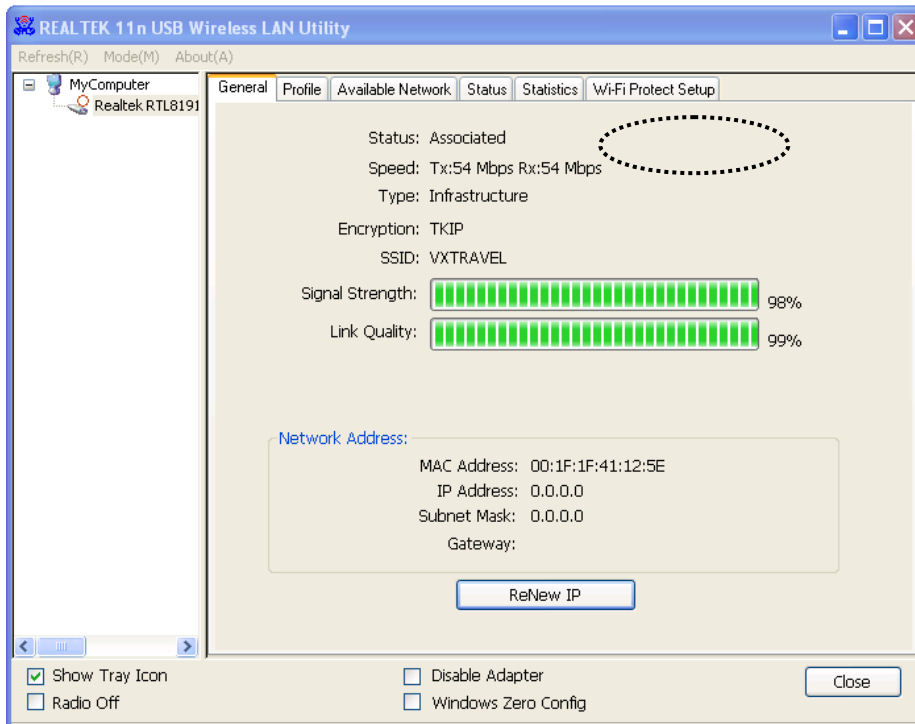 REALTEK 11n USB Wireless LAN Utility
Refresh(R) Mode(M) About(A)
MyComputer
Realtek RTL8191
General Profile Available Network Status Statistics Wi-Fi Protect Setup
Status: Associated
Speed: Tx:54 Mbps Rx:54 Mbps
Type: Infrastructure
Encryption: TKIP
SSID: VXTRAVEL
Signal Strength: 98%
Link Quality: 99%
Network Address:
MAC Address: 00:1F:1F:41:12:5E
IP Address: 0.0.0.0
Subnet Mask: 0.0.0.0
Gateway:
ReNew IP
Show Tray Icon
Radio Off
Disable Adapter
Windows Zero Config
Close